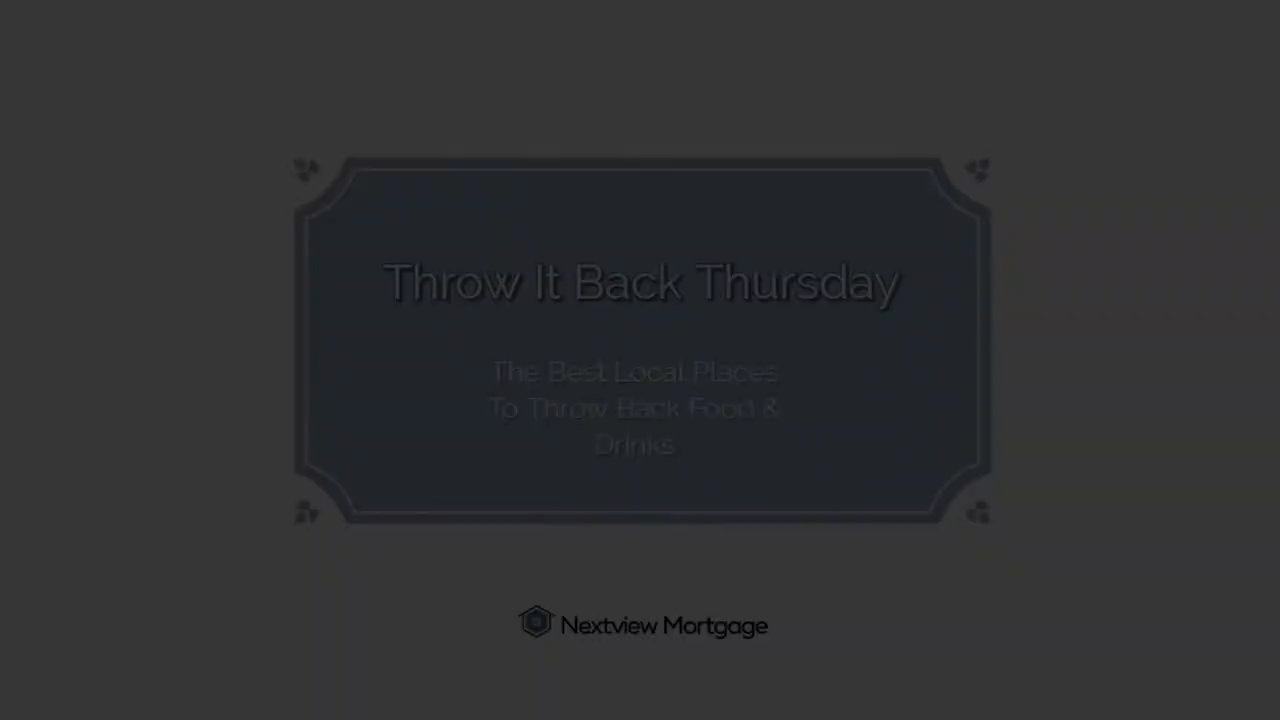 Throw It Back Thursday
The Best Local Places
To Throw Back Food &
Drinks
Nextview Mortgage